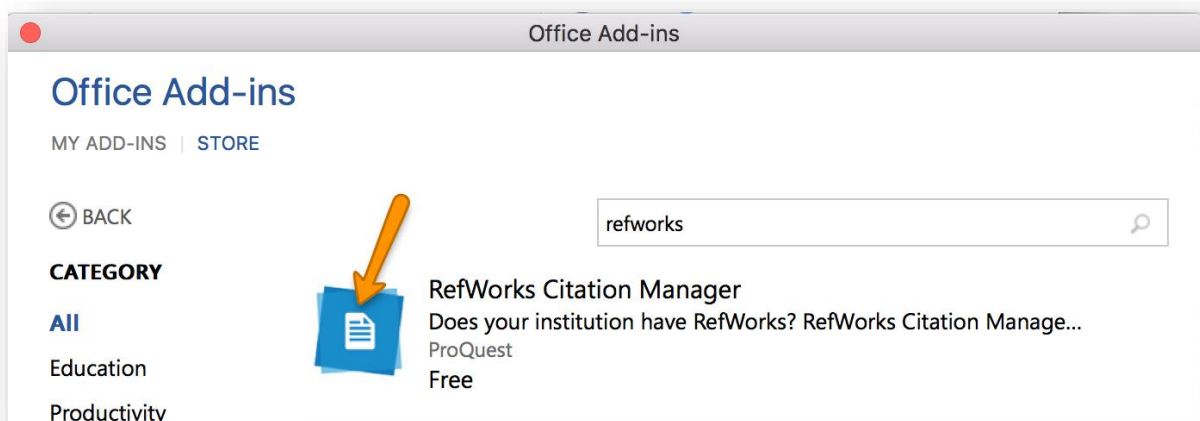 Office Add-ins
Office Add-ins
MY ADD-INS | STORE
BACK
refworks
CATEGORY
All
Education
Productivity
RefWorks Citation Manager
Does your institution have RefWorks? RefWorks Citation Manage...
ProQuest
Free